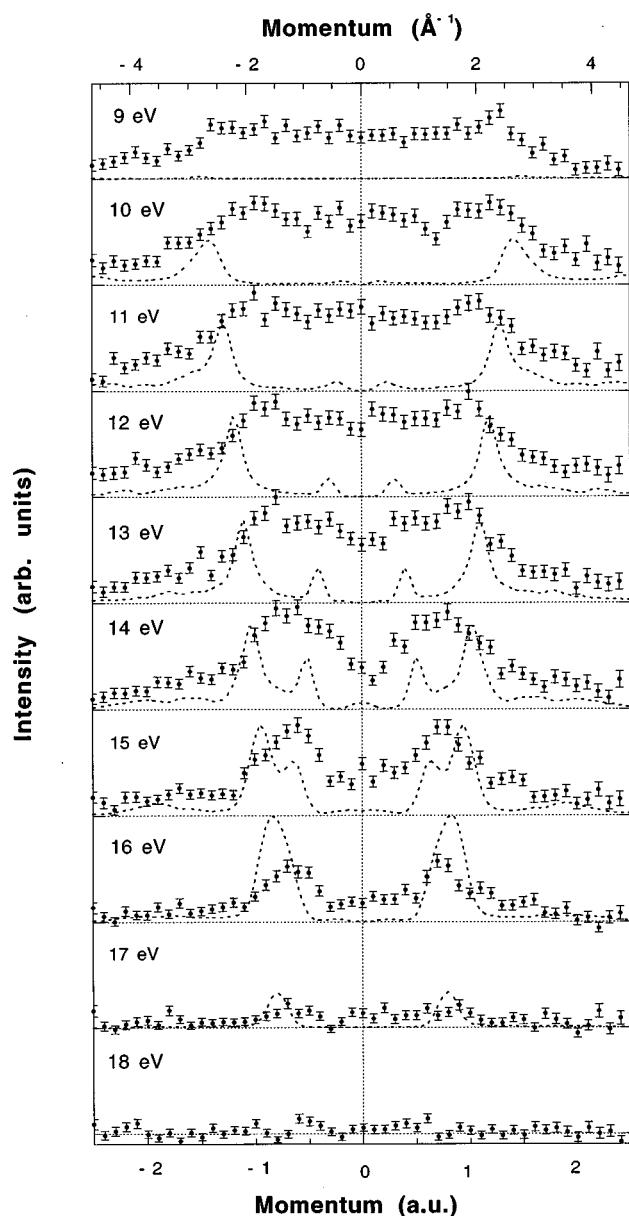 Momentum (Å⁻¹)
- 4 - 2 0 2 4
9 eV
10 eV
11 eV
12 eV
13 eV
14 eV
15 eV
16 eV
17 eV
18 eV
Intensity (arb. units)
- 2 - 1 0 1 2
Momentum (a.u.)